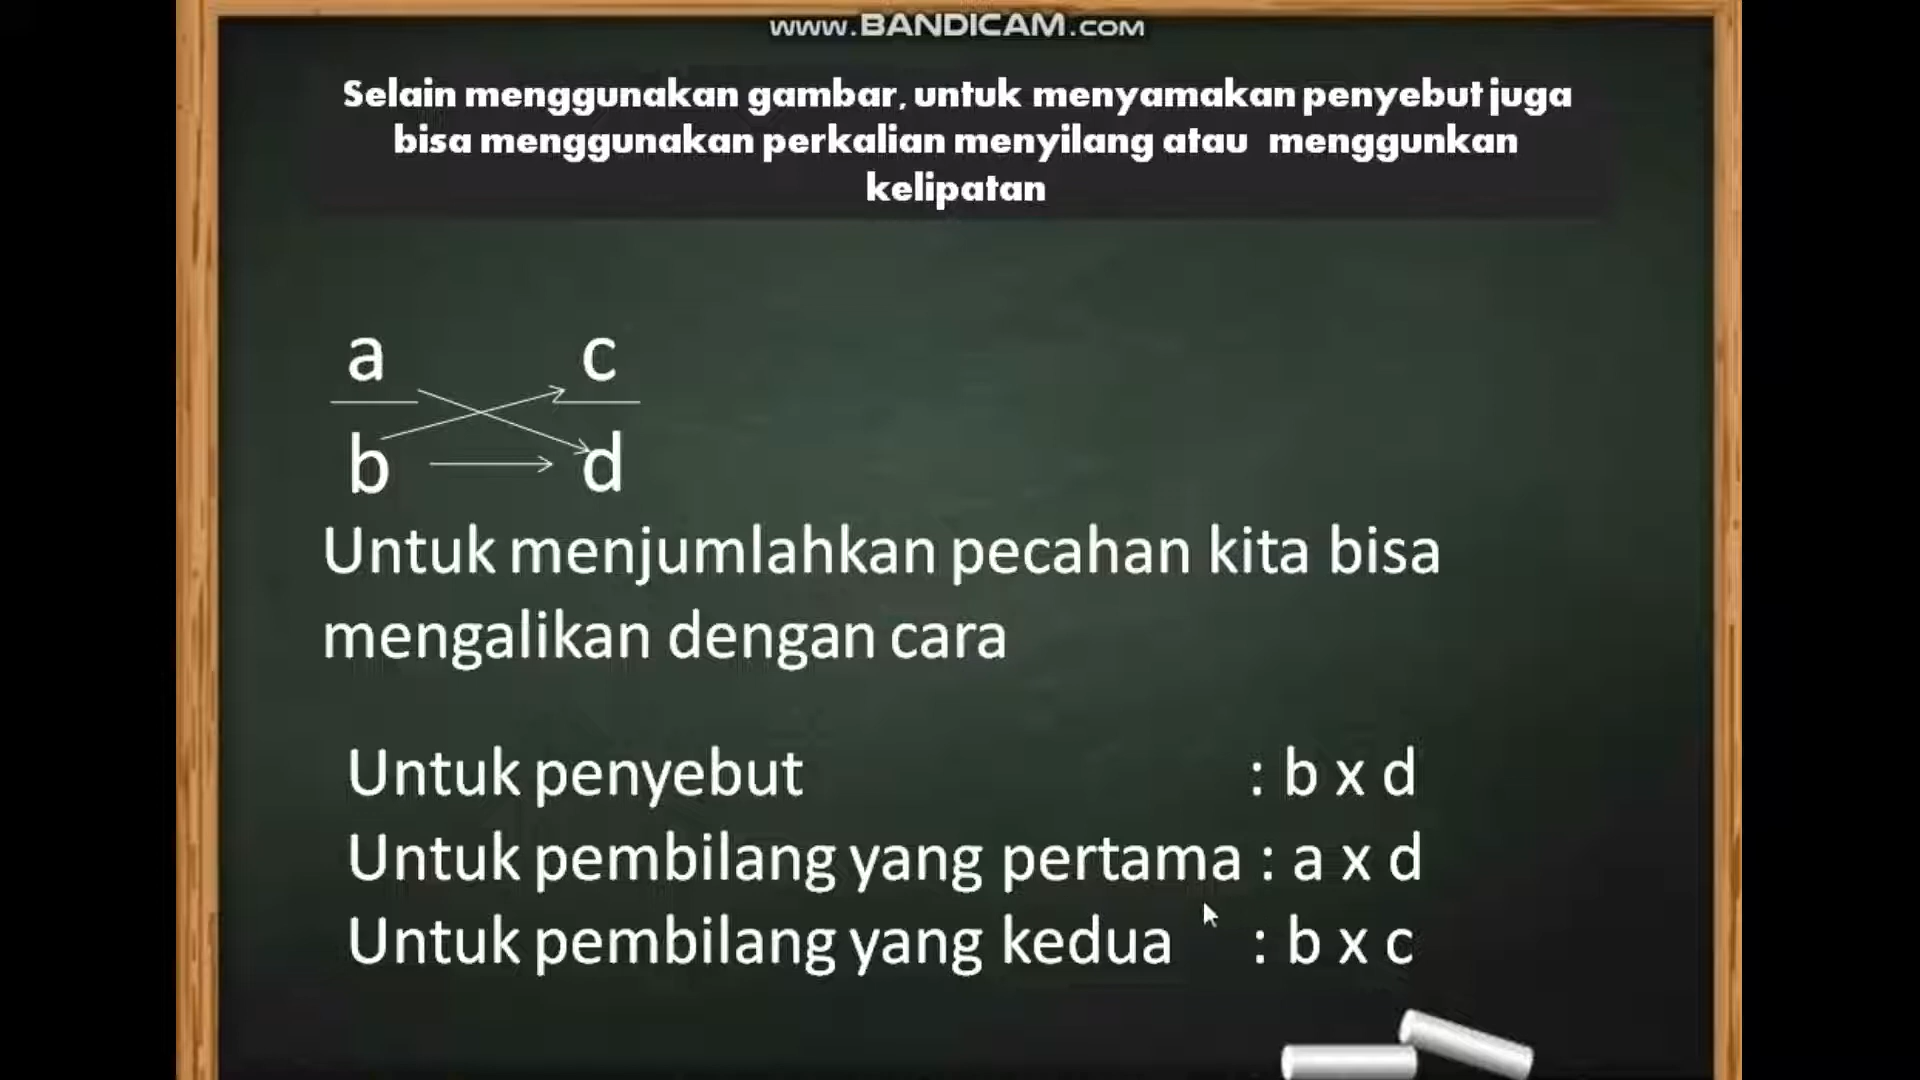 WWW.BANDICAM.COM
Selain menggunakan gambar, untuk menyamakan penyebut juga
bisa menggunakan perkalian menyilang atau menggunkan
kelipatan
a c
b d
Untuk menjumlahkan pecahan kita bisa
mengalikan dengan cara
Untuk penyebut : b x d
Untuk pembilang yang pertama : a x d
Untuk pembilang yang kedua : b x c